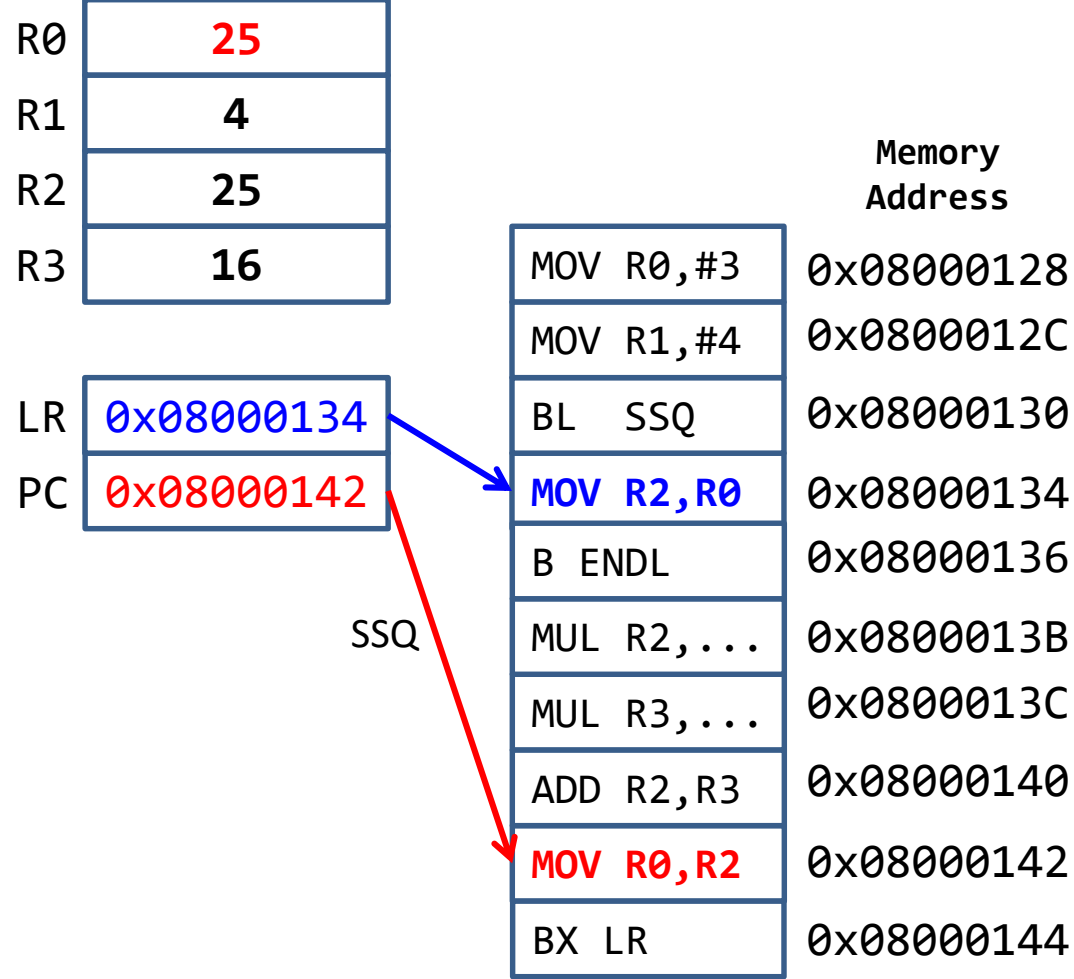 R0 25
R1 4
R2 25
R3 16
LR 0x08000134
PC 0x08000142
SSQ
Memory
Address
MOV R0,#3 0x08000128
MOV R1,#4 0x0800012C
BL SSQ 0x08000130
MOV R2,R0 0x08000134
B ENDL 0x08000136
MUL R2,... 0x0800013B
MUL R3,... 0x0800013C
ADD R2,R3 0x08000140
MOV R0,R2 0x08000142
BX LR 0x08000144